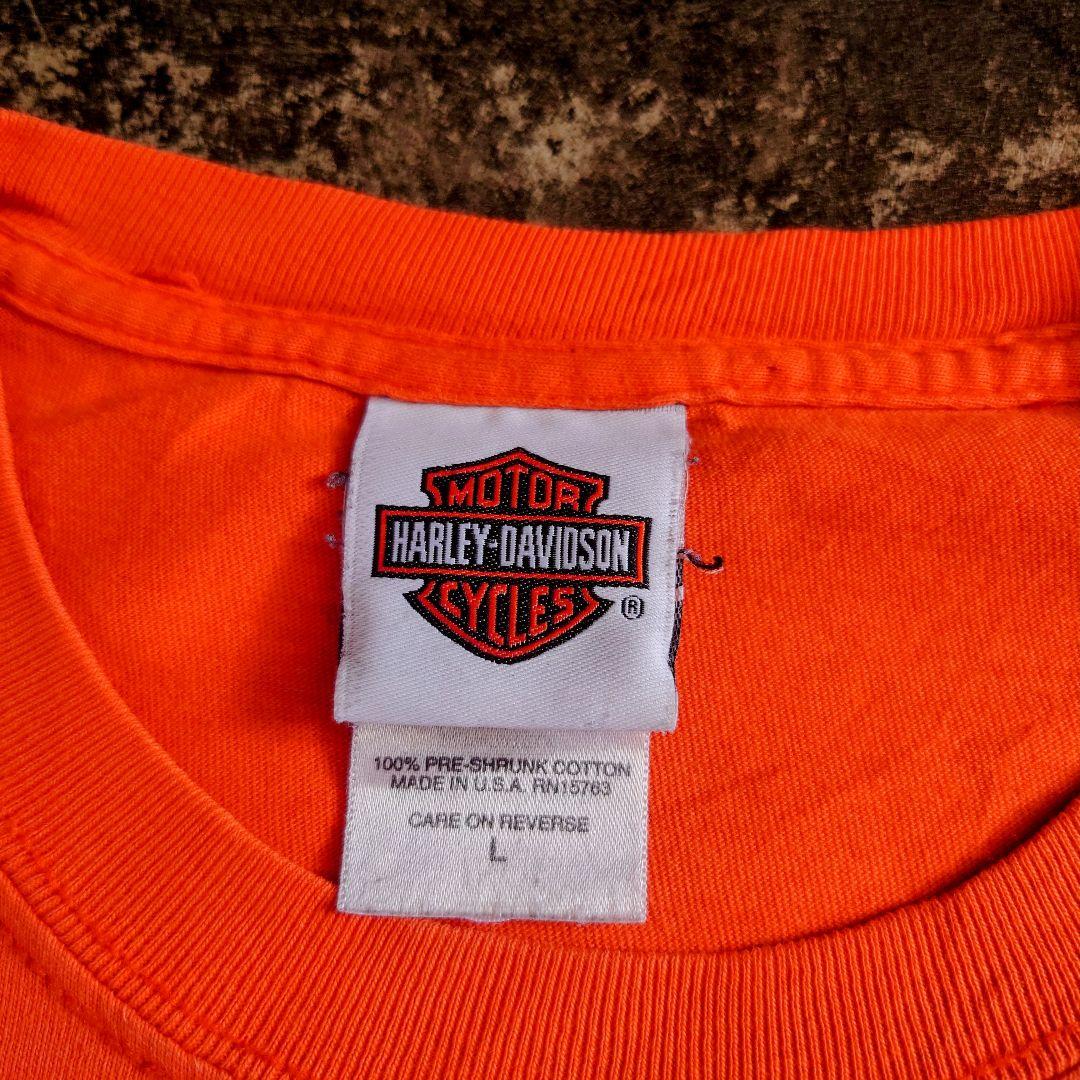 MOTOR
HARLEY-DAVIDSON
CYCLES
®
100% PRE-SHRUNK COTTON
MADE IN U.S.A. RN15763
CARE ON REVERSE
L